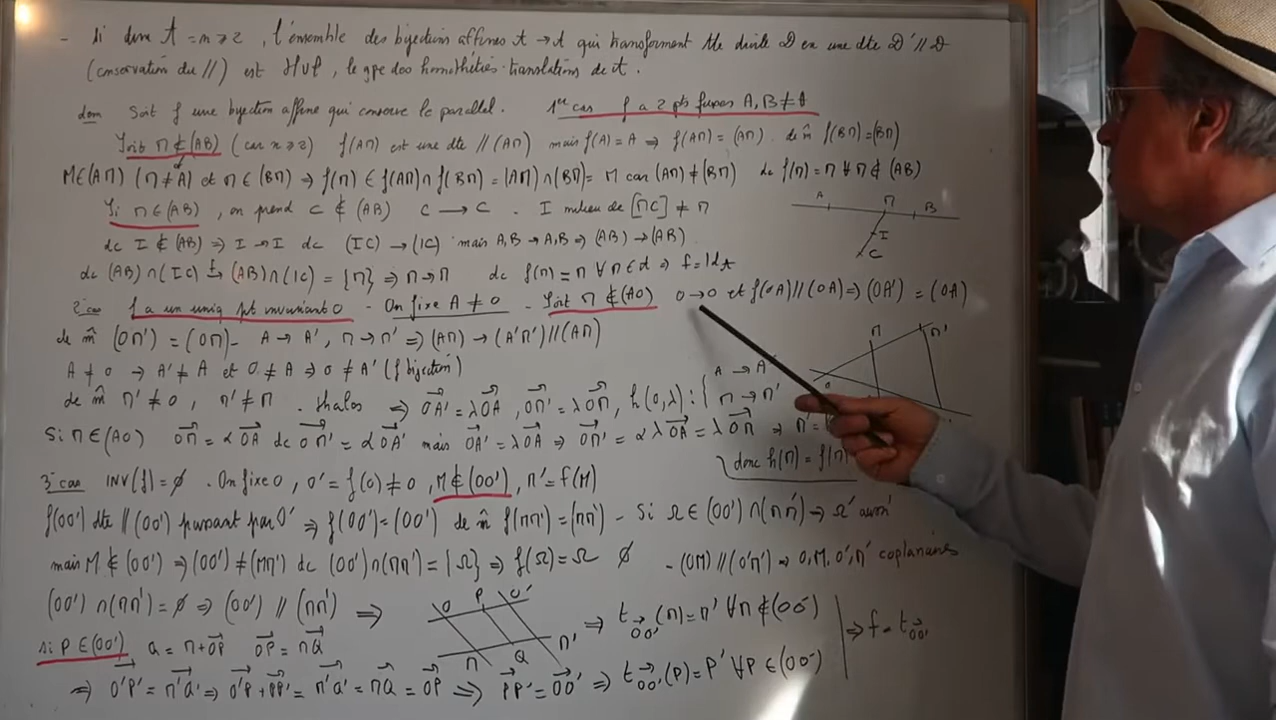 - Si dim A = n ⩾ 2, l'ensemble des bijections affines A → A qui transforment tte droite D en une dte D' // D
(conservation du //) est HUT, le gpe des homothéties-translations de A.
dem Soit f une bijection affine qui conserve le parallel. 1er cas f a 2 pts fixes A, B ≠ A
Soit M ∉ (AB) (car n ⩾ 2) f(AM) est une dte // (AM) mais f(A) = A ⇒ f(AM) = (AM). de m̂ f(BM) = (BM)
M ∈ (AM) (M ≠ A) et M ∈ (BM) ⇒ f(M) ∈ f(AM) ∩ f(BM) = (AM) ∩ (BM) = M car (AM) ≠ (BM) dc f(M) = M ∀ M ∉ (AB)
Si M ∈ (AB), on prend C ∉ (AB) C → C . I milieu de [MC] ≠ M
A M B
dc I ∉ (AB) ⇒ I → I dc (IC) → (IC) mais A, B → A, B ⇒ (AB) → (AB)
I
C
dc (AB) ∩ (IC) →f (AB) ∩ (IC) = {M} ⇒ M → M dc f(M) = M ∀ M ∈ A ⇒ f = Id A
2e cas f a un uniq pt invariant O - On fixe A ≠ O - Soit M ∉ (AO) O → O et f(OA) // (OA) ⇒ (OA') = (OA)
de m̂ (OM') = (OM) - A → A', M → M' ⇒ (AM) → (A'M') // (AM)
M M'
A ≠ O ⇒ A' ≠ A et O ≠ A ⇒ O ≠ A' (f bijection)
O
de m̂ M' ≠ O, M' ≠ M . thalès ⇒ OA' = λ OA, OM' = λ OM, h(O, λ) : { A → A' M → M'
Si M ∈ (AO) OM = α OA dc OM' = α OA' mais OA' = λ OA ⇒ OM' = α λ OA = λ OM ⇒ M' =
donc h(M) = f(M)
3e cas INV(f) = ∅ . On fixe O, O' = f(O) ≠ O, M ∉ (OO'), M' = f(M)
f(OO') dte // (OO') passant par O' ⇒ f(OO') = (OO') de m̂ f(MM') = (MM') - Si Ω ∈ (OO') ∩ (MM') ⇒ Ω' aussi
mais M ∉ (OO') ⇒ (OO') ≠ (MM') dc (OO') ∩ (MM') = {Ω} ⇒ f(Ω) = Ω ∅ - (OM) // (O'M') ⇒ O, M, O', M' coplanaires
(OO') ∩ (MM') = ∅ ⇒ (OO') // (MM') ⇒ O P O' M Q M' ⇒ t OO' (M) = M' ∀ M ∉ (OO')
⇒ f = t OO'
si P ∈ (OO') Q = M + OP OP = MQ
⇒ O'P' = M'Q' ⇒ O'P + PP' = M'Q' = MQ = OP ⇒ PP' = OO' ⇒ t OO' (P) = P' ∀ P ∈ (OO')